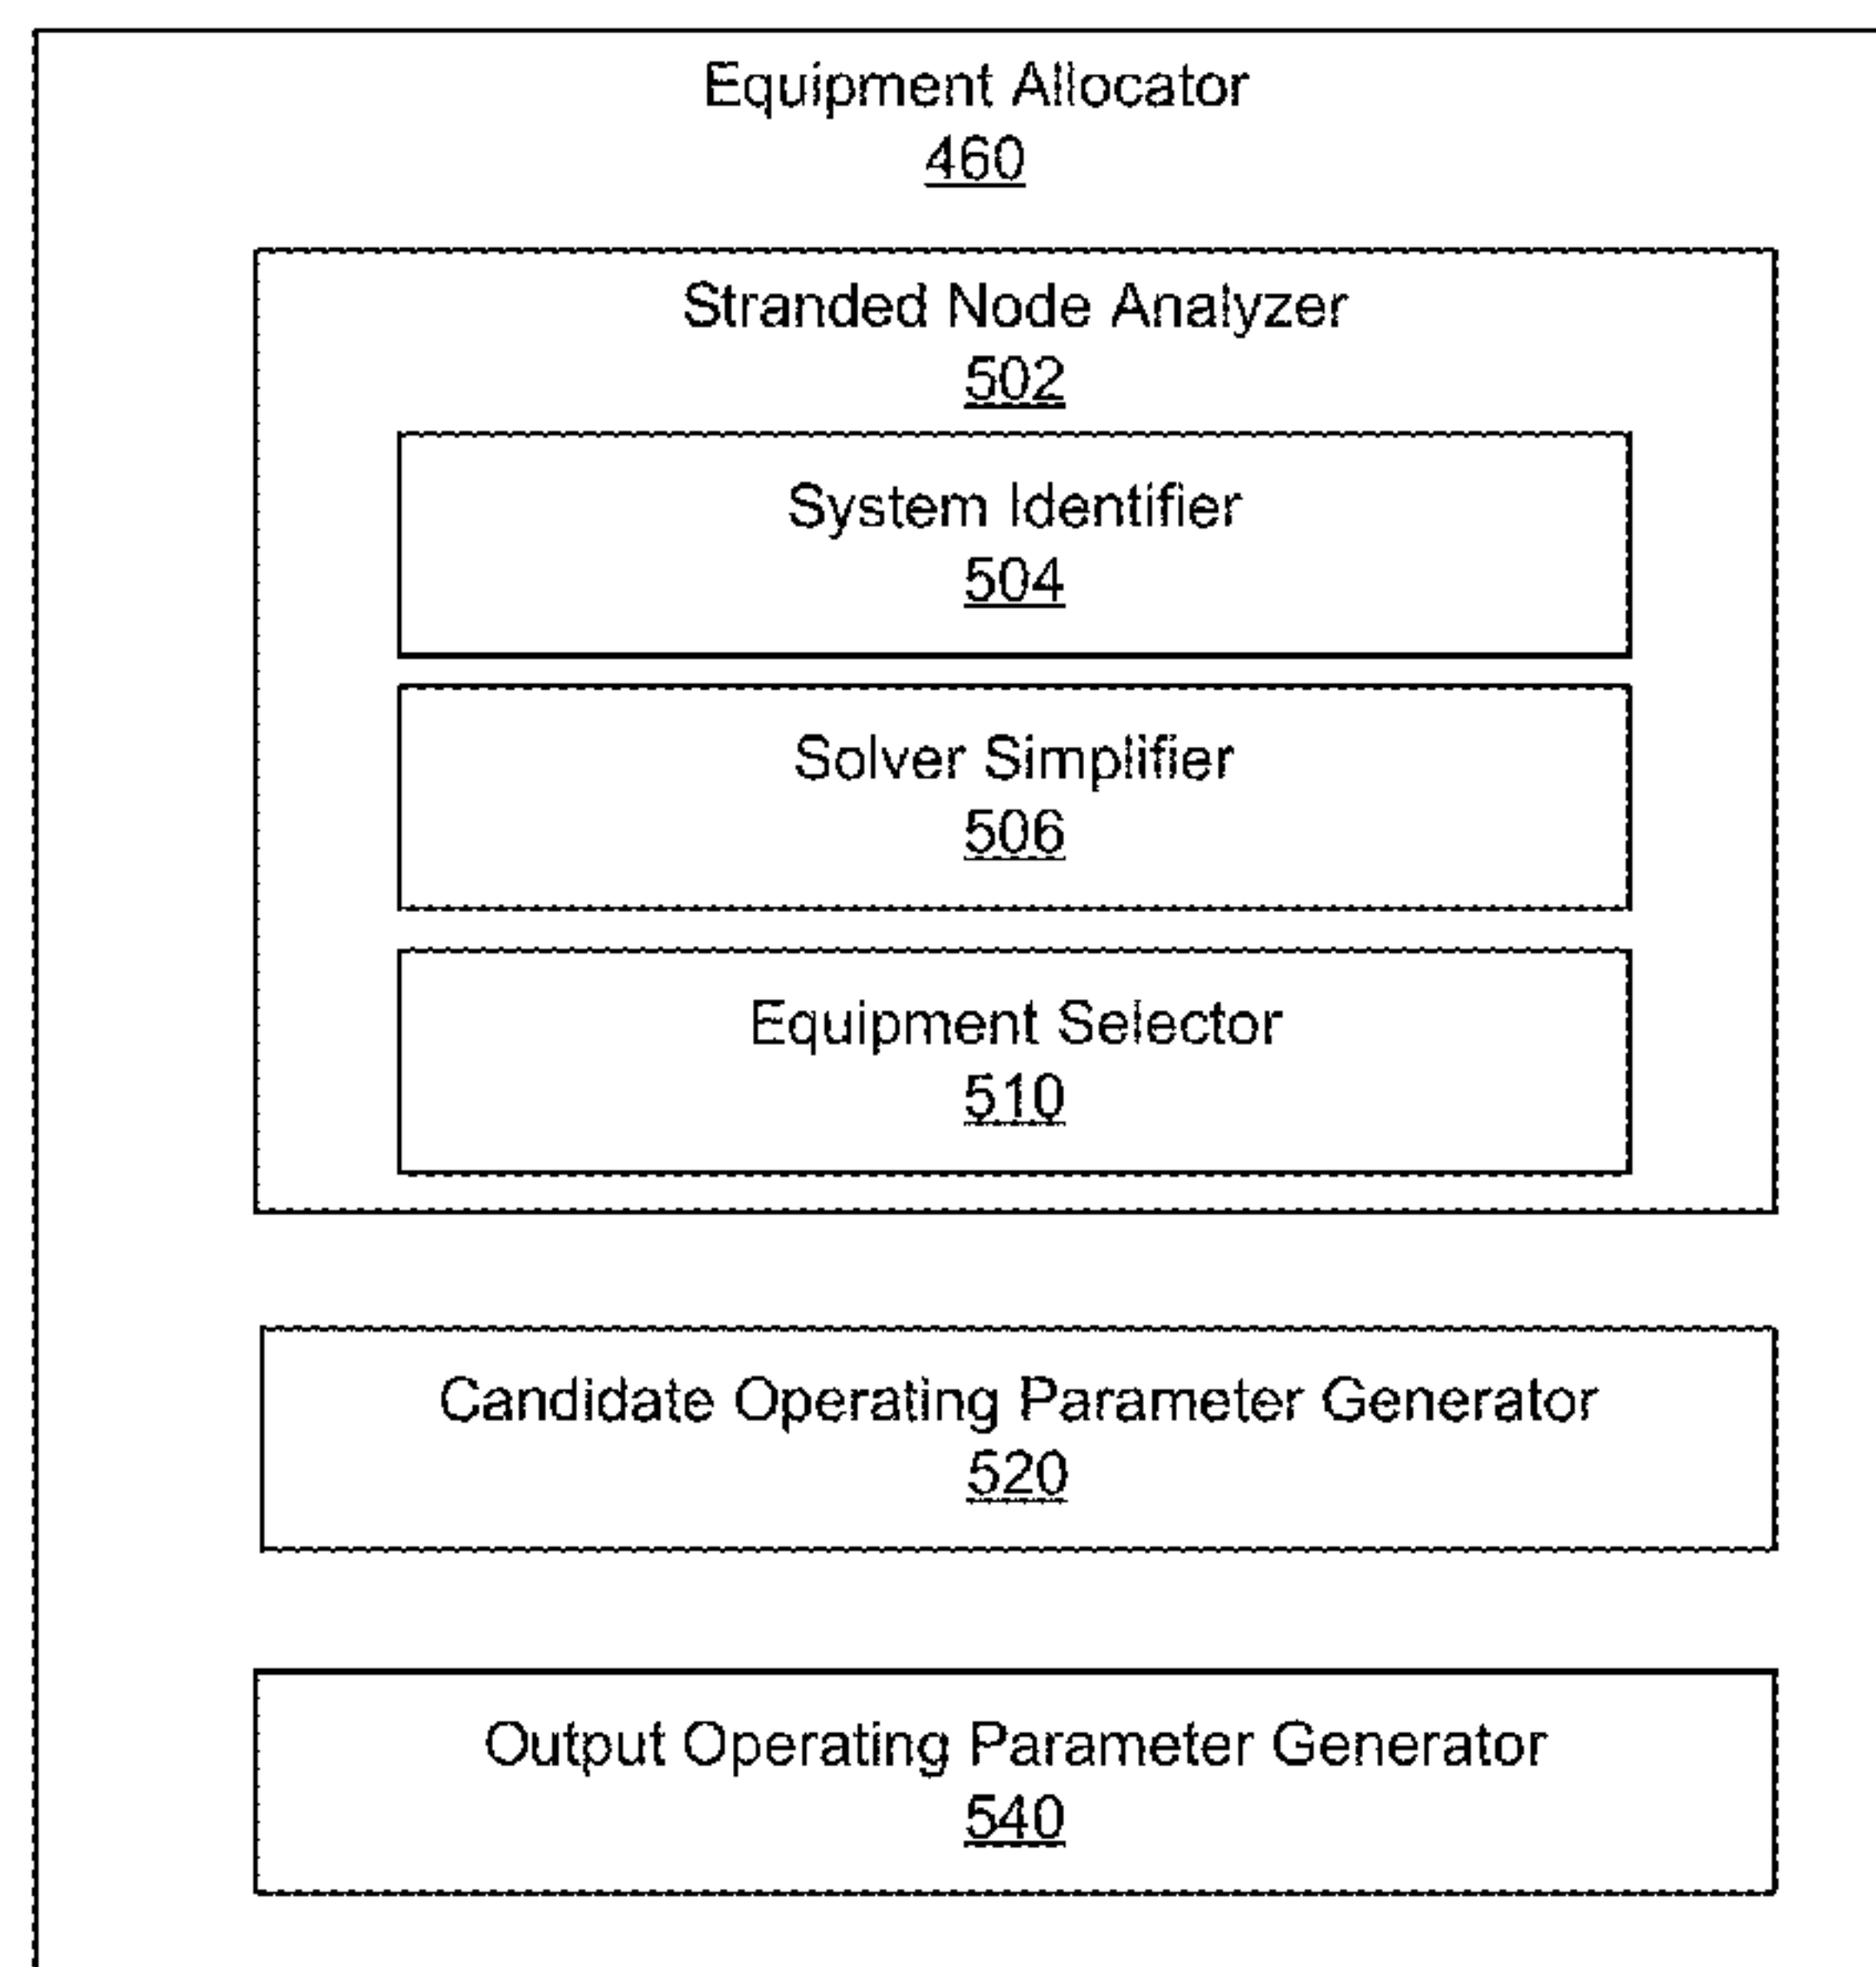 Equipment Allocator
460
Stranded Node Analyzer
502
System Identifier
504
Solver Simplifier
506
Equipment Selector
510
Candidate Operating Parameter Generator
520
Output Operating Parameter Generator
540